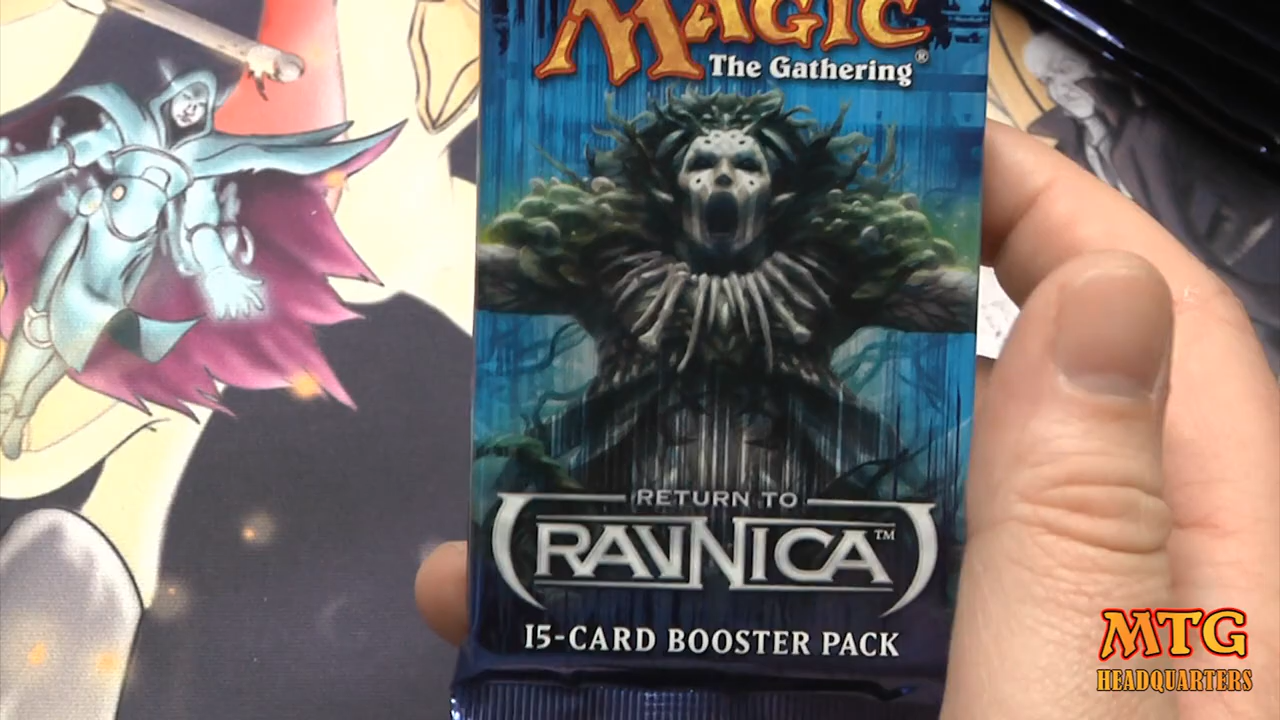 MAGIC
The Gathering®
RETURN TO
RAVNICA™
15-CARD BOOSTER PACK
MTG
HEADQUARTERS